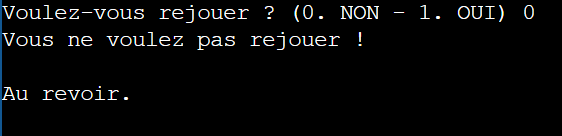 Voulez-vous rejouer ? (0. NON - 1. OUI) 0
Vous ne voulez pas rejouer !
Au revoir.